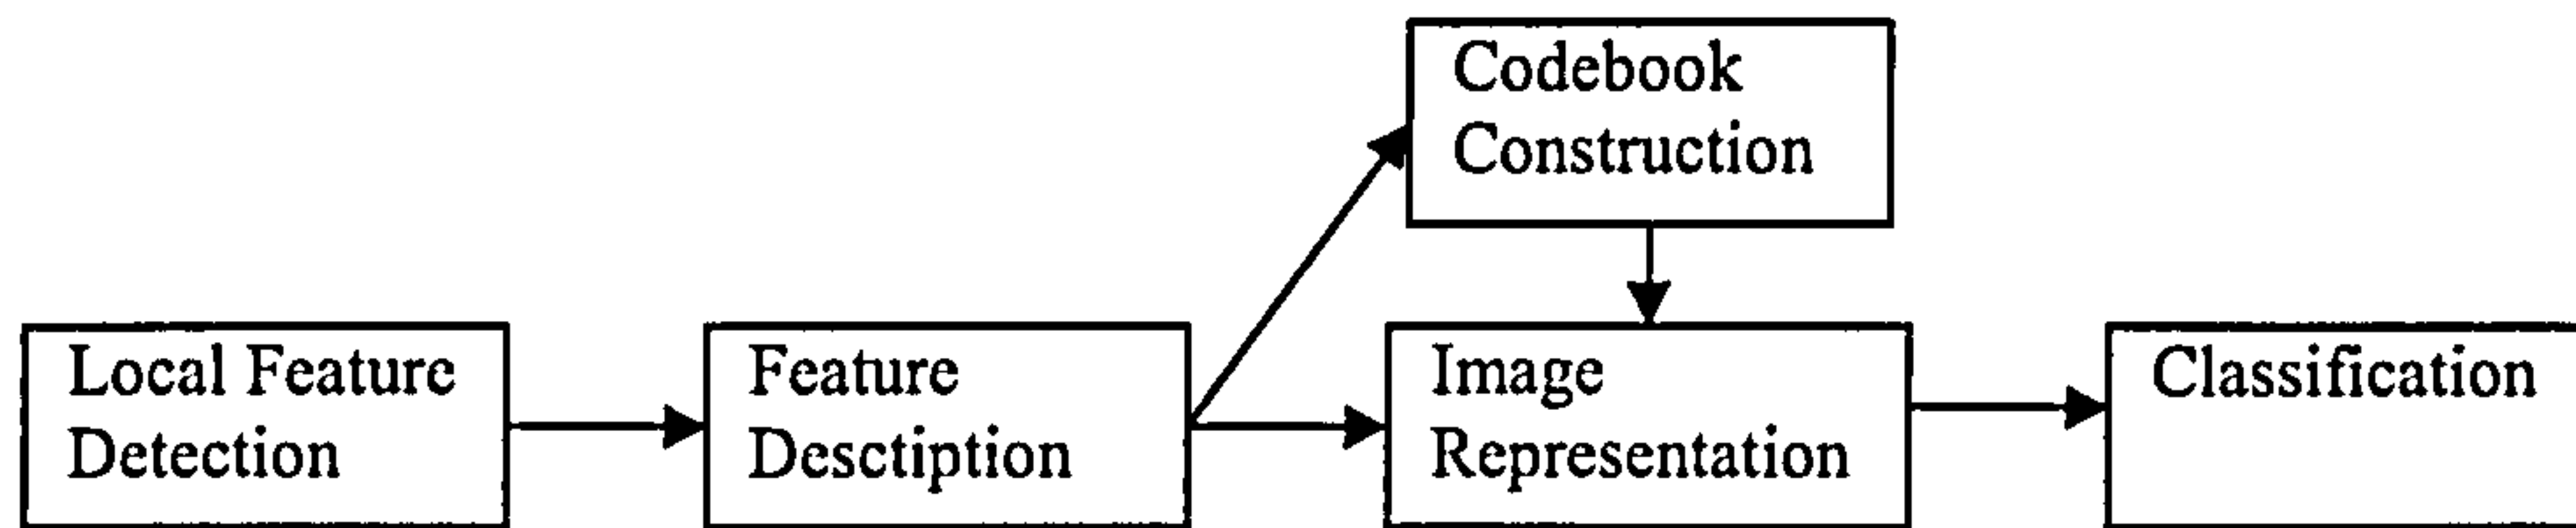 Codebook
Construction
Local Feature
Detection
Feature
Desctiption
Image
Representation
Classification